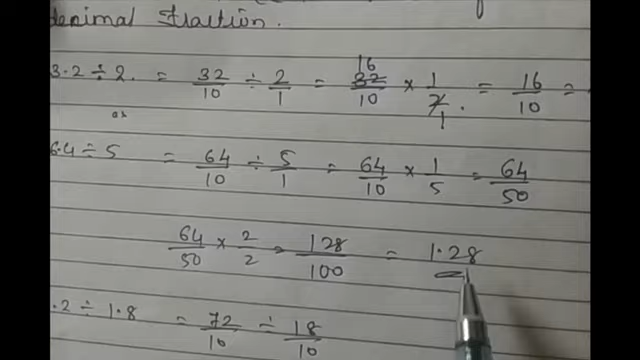 Decimal Fraction.
3.2 ÷ 2. = 32/10 ÷ 2/1 = 16 32/10 × 1/2 1. = 16/10 =
or
6.4 ÷ 5 = 64/10 ÷ 5/1 = 64/10 × 1/5 = 64/50
64/50 × 2/2 = 128/100 = 1.28
.2 ÷ 1.8 = 72/10 ÷ 18/10